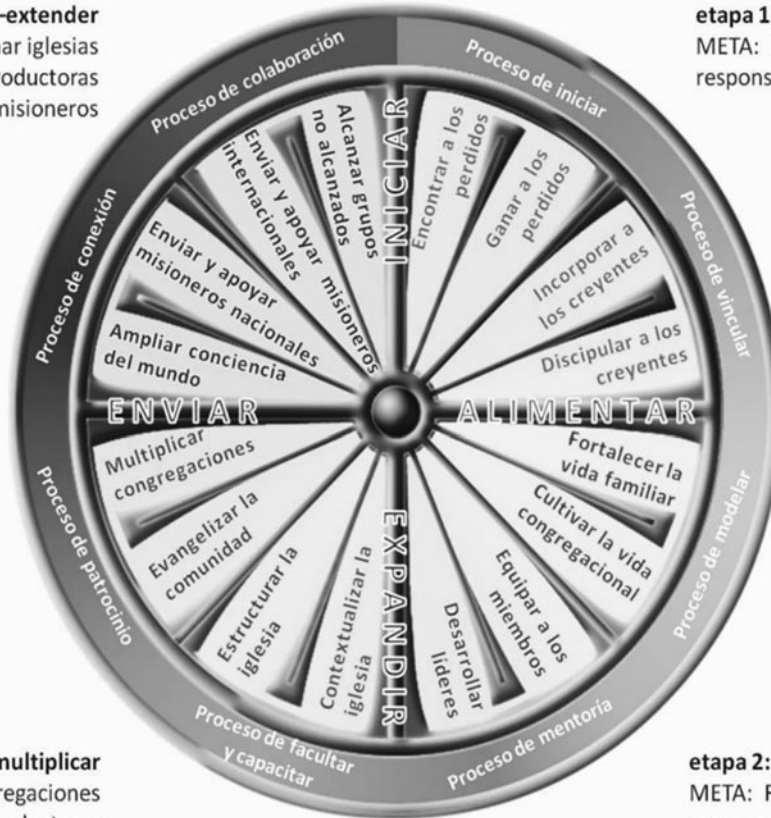 -extender
ar iglesias
roductoras
misioneros
etapa 1
META:
respons
Proceso de colaboración
Proceso de iniciar
Proceso de vincular
Proceso de modelar
Proceso de mentoría
Proceso de facultar
y capacitar
Proceso de patrocinio
Proceso de conexión
INICIAR
ALIMENTAR
EXPANDIR
ENVIAR
Encontrar a los
perdidos
Ganar a los
perdidos
Incorporar a
los creyentes
Discipular a los
creyentes
Fortalecer la
vida familiar
Cultivar la vida
congregacional
Equipar a los
miembros
Desarrollar
líderes
Contextualizar la
iglesia
Estructurar la
iglesia
Evangelizar la
comunidad
Multiplicar
congregaciones
Ampliar conciencia
del mundo
Enviar y apoyar
misioneros nacionales
Enviar y apoyar misioneros
internacionales
Alcanzar grupos
no alcanzados
multiplicar
regaciones
etapa 2:
META: